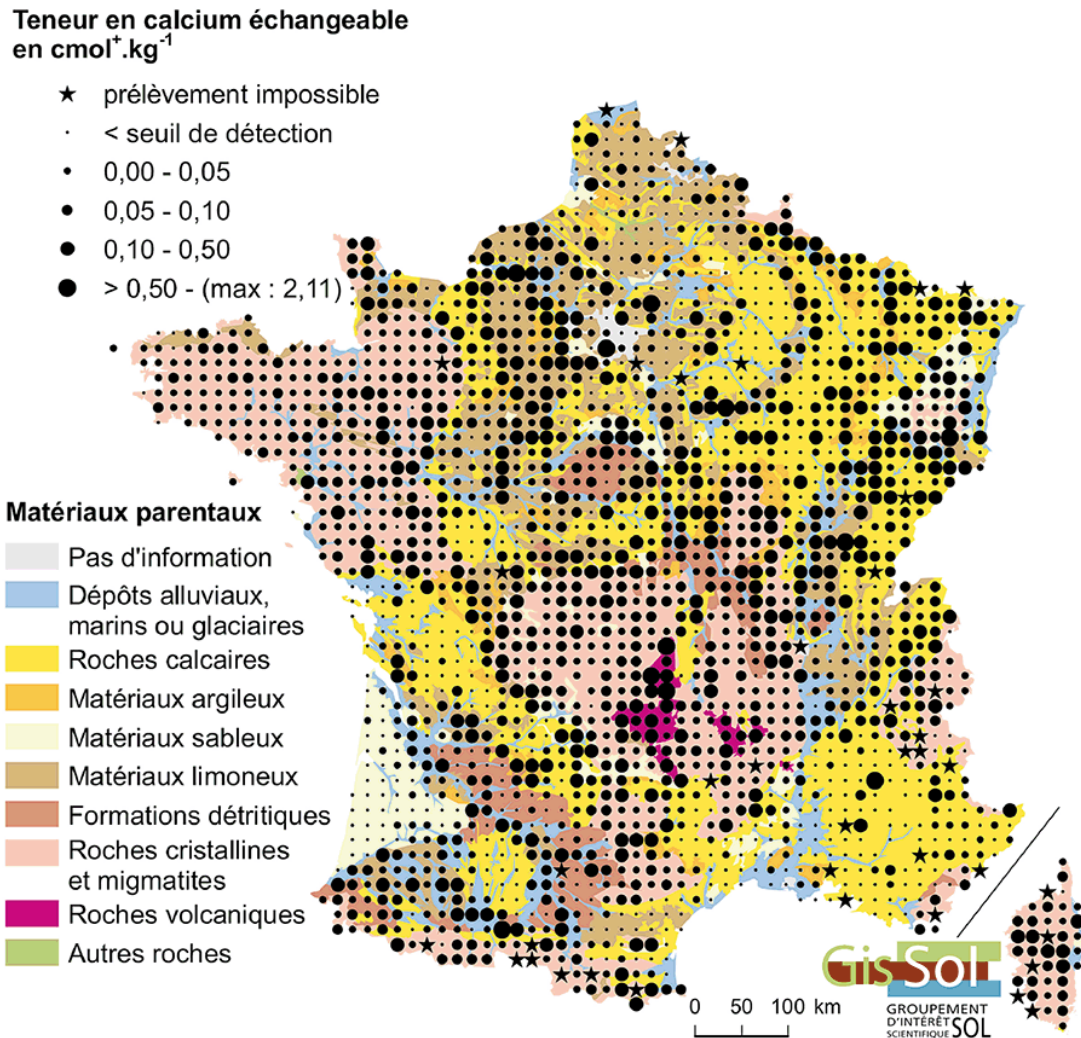 Teneur en calcium échangeable
en cmol⁺.kg⁻¹
prélèvement impossible
< seuil de détection
0,00 - 0,05
0,05 - 0,10
0,10 - 0,50
> 0,50 - (max : 2,11)
Matériaux parentaux
Pas d'information
Dépôts alluviaux,
marins ou glaciaires
Roches calcaires
Matériaux argileux
Matériaux sableux
Matériaux limoneux
Formations détritiques
Roches cristallines
et migmatites
Roches volcaniques
Autres roches
Gis Sol
GROUPEMENT
D'INTÉRÊT
SCIENTIFIQUE SOL
0 50 100 km